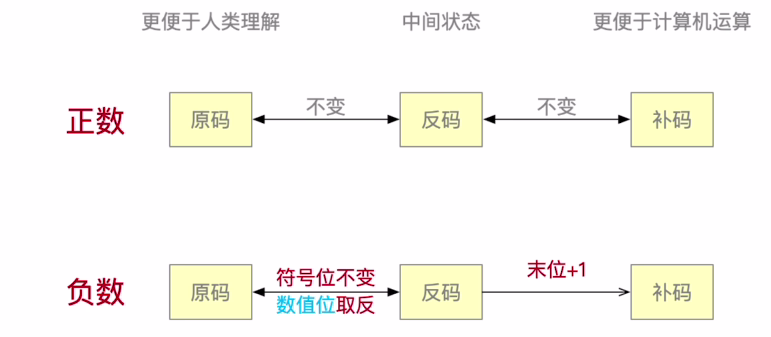 更便于人类理解 中间状态 更便于计算机运算
正数 原码 不变 反码 不变 补码
负数 原码 符号位不变 反码 末位+1 补码
数值位取反